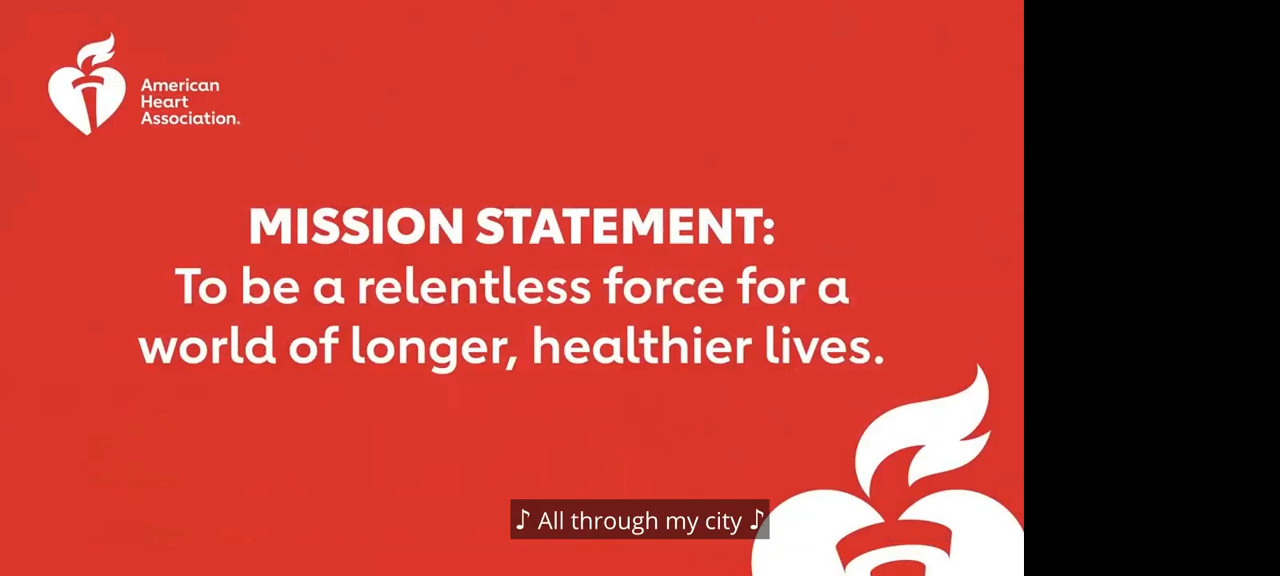 American
Heart
Association.
MISSION STATEMENT:
To be a relentless force for a
world of longer, healthier lives.
♪ All through my city ♪